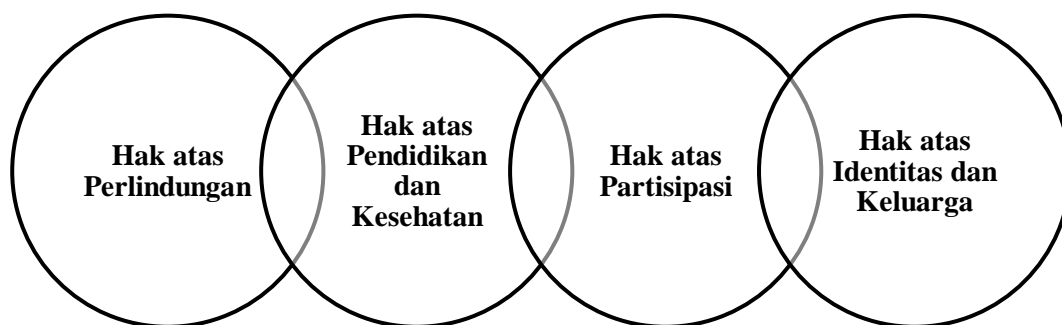 Hak atas
Perlindungan
Hak atas
Pendidikan
dan
Kesehatan
Hak atas
Partisipasi
Hak atas
Identitas dan
Keluarga